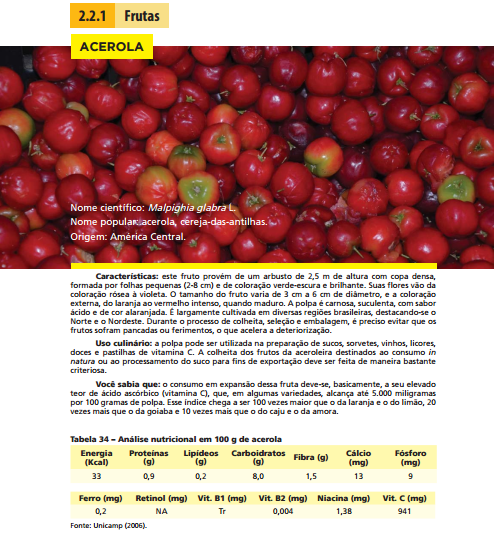 2.2.1 Frutas
ACEROLA
Nome científico: Malpighia glabra L.
Nome popular: acerola, cereja-das-antilhas.
Origem: América Central.
Características: este fruto provém de um arbusto de 2,5 m de altura com copa densa,
formada por folhas pequenas (2-8 cm) e de coloração verde-escura e brilhante. Suas flores vão da
coloração rósea à violeta. O tamanho do fruto varia de 3 cm a 6 cm de diâmetro, e a coloração
externa, do laranja ao vermelho intenso, quando maduro. A polpa é carnosa, suculenta, com sabor
ácido e de cor alaranjada. É largamente cultivada em diversas regiões brasileiras, destacando-se o
Norte e o Nordeste. Durante o processo de colheita, seleção e embalagem, é preciso evitar que os
frutos sofram pancadas ou ferimentos, o que acelera a deterioração.
Uso culinário: a polpa pode ser utilizada na preparação de sucos, sorvetes, vinhos, licores,
doces e pastilhas de vitamina C. A colheita dos frutos da aceroleira destinados ao consumo in
natura ou ao processamento do suco para fins de exportação deve ser feita de maneira bastante
criteriosa.
Você sabia que: o consumo em expansão dessa fruta deve-se, basicamente, a seu elevado
teor de ácido ascórbico (vitamina C), que, em algumas variedades, alcança até 5.000 miligramas
por 100 gramas de polpa. Esse índice chega a ser 100 vezes maior que o da laranja e o do limão, 20
vezes mais que o da goiaba e 10 vezes mais que o do caju e o da amora.
Tabela 34 – Análise nutricional em 100 g de acerola
Energia (Kcal) Proteínas (g) Lipídeos (g) Carboidratos (g) Fibra (g) Cálcio (mg) Fósforo (mg)
33 0,9 0,2 8,0 1,5 13 9
Ferro (mg) Retinol (mg) Vit. B1 (mg) Vit. B2 (mg) Niacina (mg) Vit. C (mg)
0,2 NA Tr 0,004 1,38 941
Fonte: Unicamp (2006).